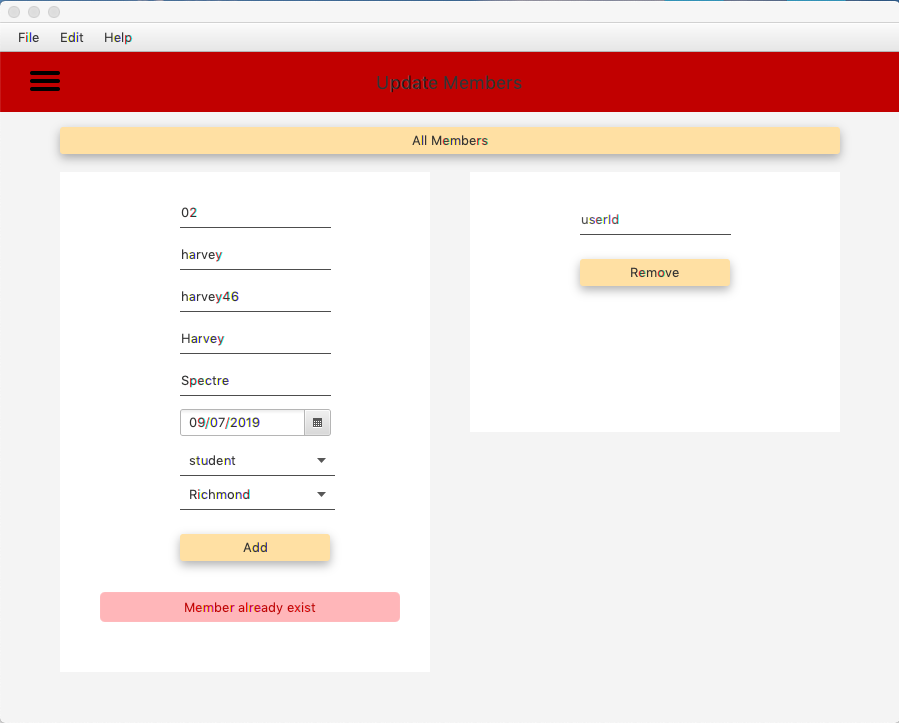 File Edit Help
Update Members
All Members
02
harvey
harvey46
Harvey
Spectre
09/07/2019
student
Richmond
Add
Member already exist
userId
Remove